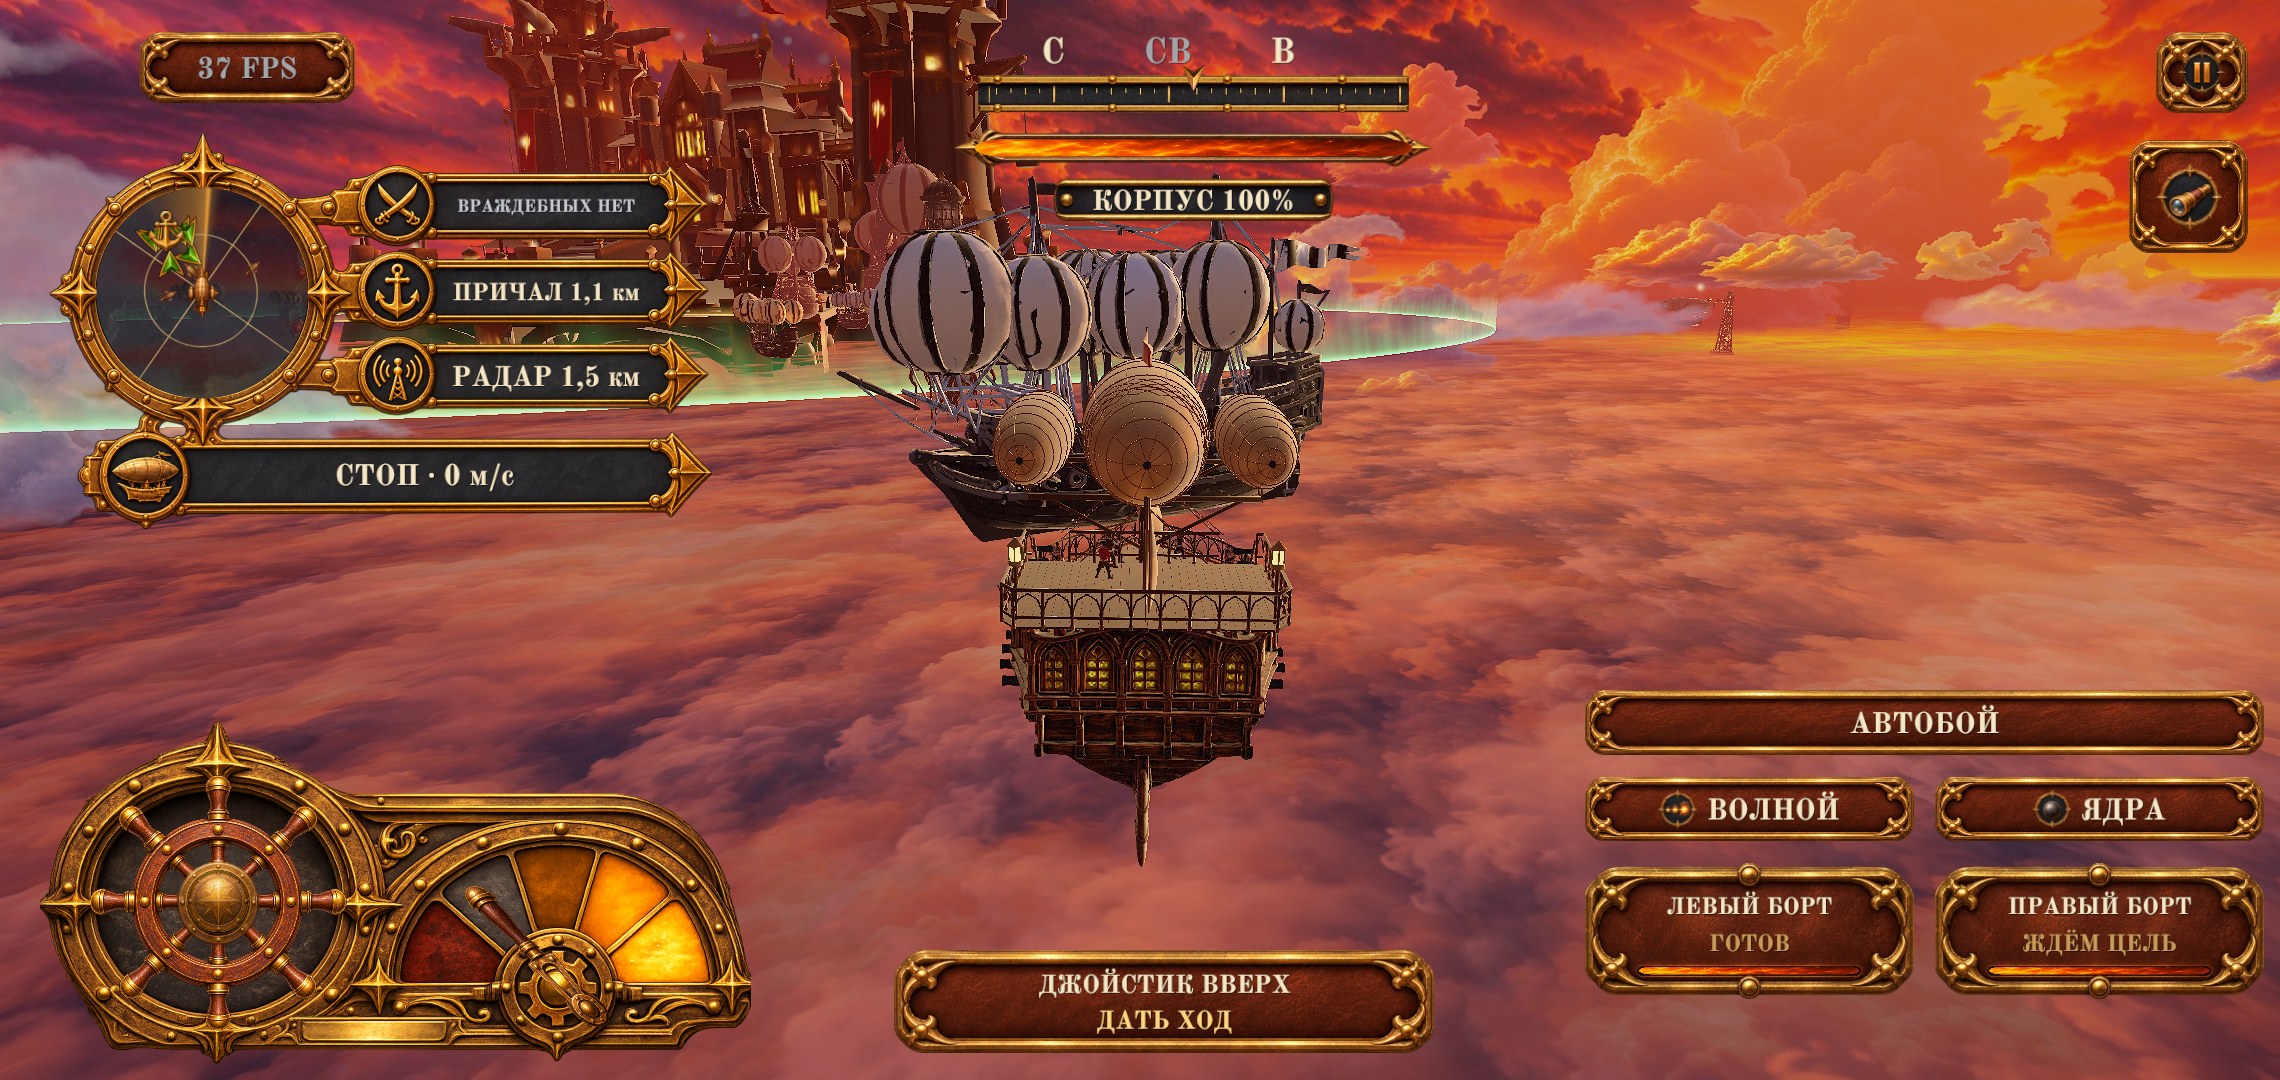 37 FPS
С СВ В
КОРПУС 100%
ВРАЖДЕБНЫХ НЕТ
ПРИЧАЛ 1,1 км
РАДАР 1,5 км
СТОП · 0 м/с
АВТОБОЙ
ВОЛНОЙ
ЯДРА
ЛЕВЫЙ БОРТ
ГОТОВ
ПРАВЫЙ БОРТ
ЖДЁМ ЦЕЛЬ
ДЖОЙСТИК ВВЕРХ
ДАТЬ ХОД